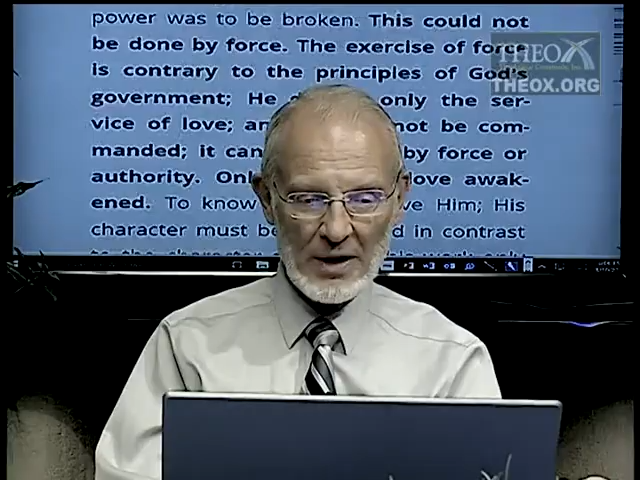 power was to be broken. This could not
be done by force. The exercise of force
is contrary to the principles of God's
government; He only the ser-
vice of love; an not be com-
manded; it can by force or
authority. Onl ove awak-
ened. To know ve Him; His
character must be d in contrast
THEOX
THEOX.ORG